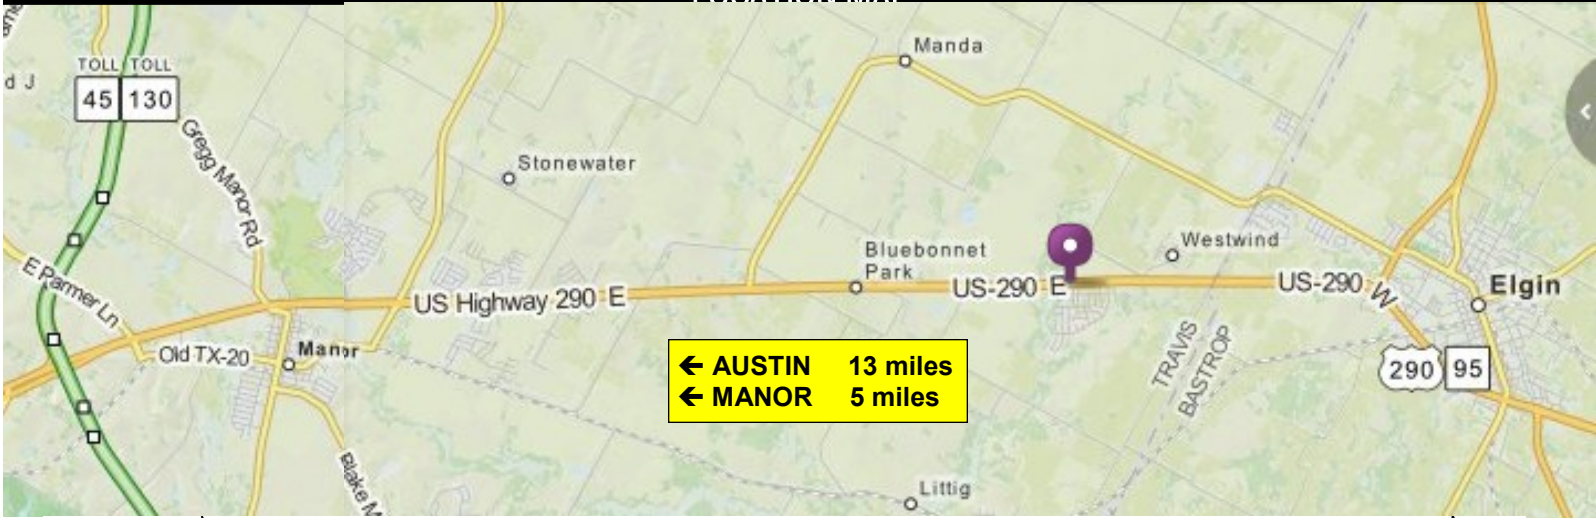 TOLL TOLL
45 130
d J
Gregg Manor Rd
E Parmer Ln
Old TX-20
Manor
Blake M
Stonewater
US Highway 290 E
Manda
Bluebonnet
Park
US-290 E
Westwind
US-290 W
Elgin
TRAVIS
BASTROP
290 95
← AUSTIN 13 miles
← MANOR 5 miles
Littig